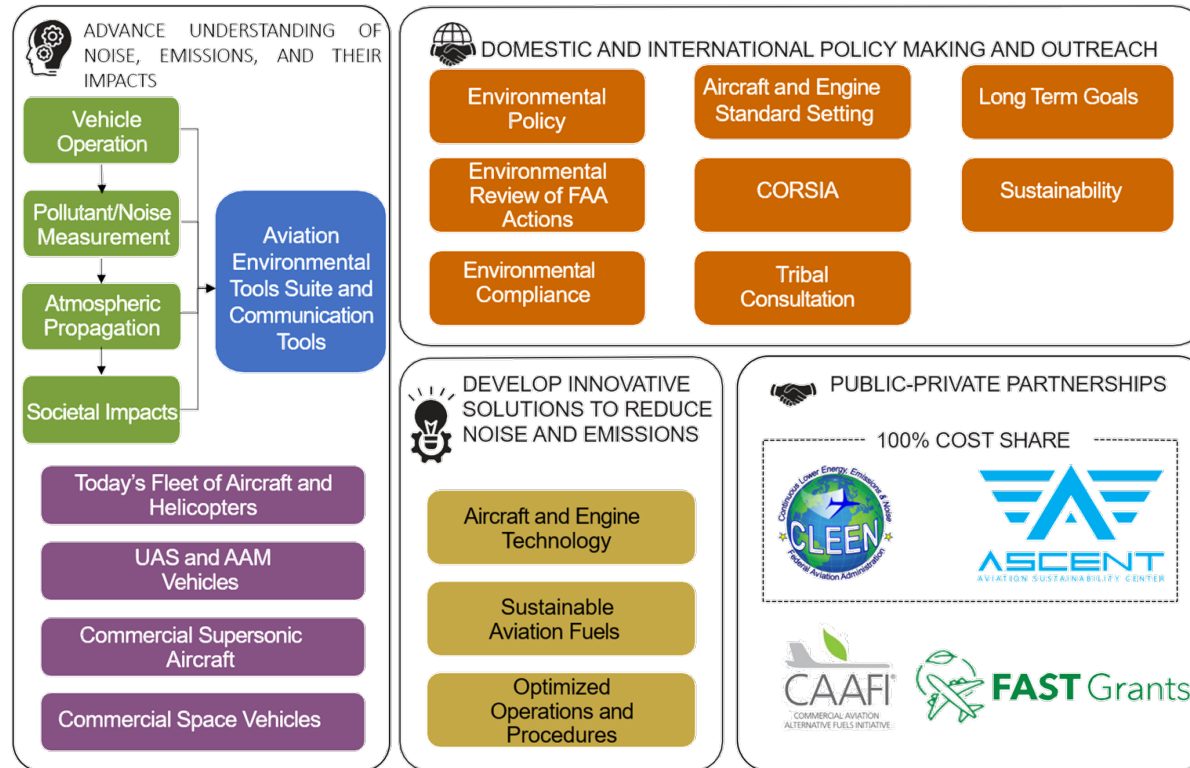 ADVANCE UNDERSTANDING OF
NOISE, EMISSIONS, AND THEIR
IMPACTS
Vehicle
Operation
Pollutant/Noise
Measurement
Atmospheric
Propagation
Societal Impacts
Aviation
Environmental
Tools Suite and
Communication
Tools
Today's Fleet of Aircraft and
Helicopters
UAS and AAM
Vehicles
Commercial Supersonic
Aircraft
Commercial Space Vehicles
DOMESTIC AND INTERNATIONAL POLICY MAKING AND OUTREACH
Environmental
Policy
Aircraft and Engine
Standard Setting
Long Term Goals
Environmental
Review of FAA
Actions
CORSIA
Sustainability
Environmental
Compliance
Tribal
Consultation
DEVELOP INNOVATIVE
SOLUTIONS TO REDUCE
NOISE AND EMISSIONS
Aircraft and Engine
Technology
Sustainable
Aviation Fuels
Optimized
Operations and
Procedures
PUBLIC-PRIVATE PARTNERSHIPS
100% COST SHARE
Continuous Lower Energy, Emissions & Noise
CLEEN
Federal Aviation Administration
ASCENT
AVIATION SUSTAINABILITY CENTER
CAAFI®
COMMERCIAL AVIATION
ALTERNATIVE FUELS INITIATIVE
FAST Grants